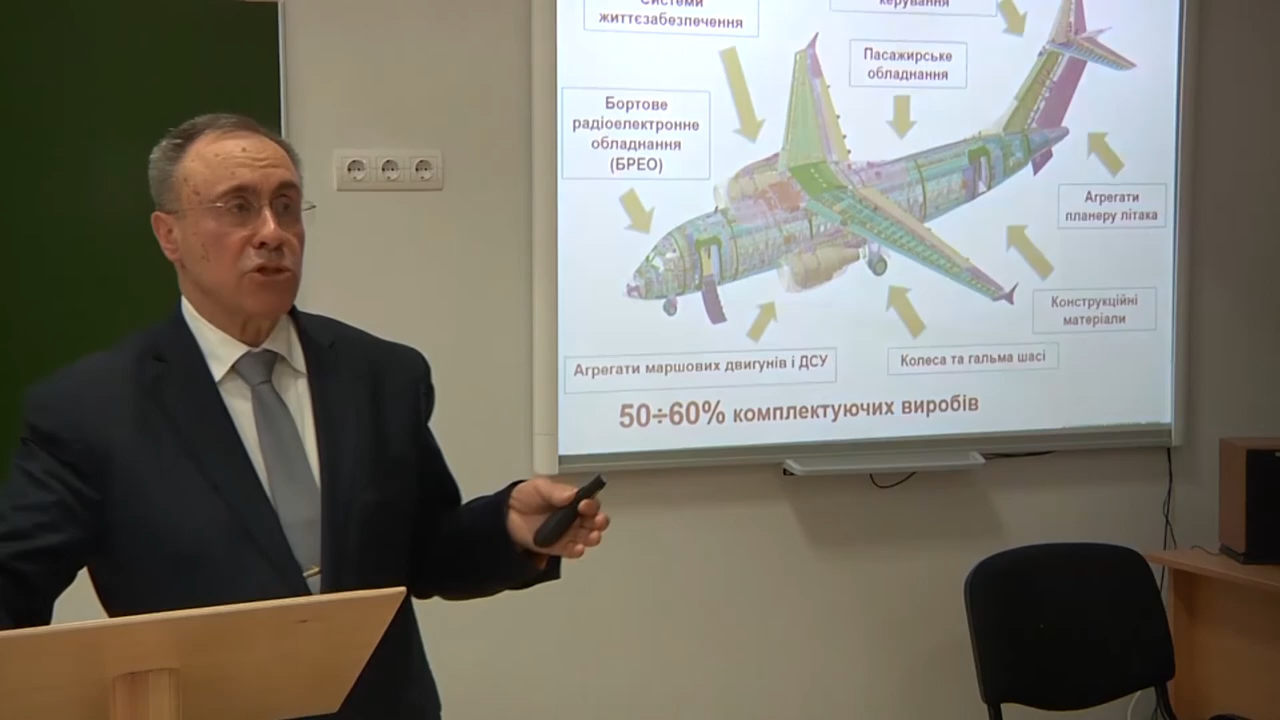 Системи
життєзабезпечення
керування
Пасажирське
обладнання
Бортове
радіоелектронне
обладнання
(БРЕО)
Агрегати
планеру літака
Конструкційні
матеріали
Агрегати маршових двигунів і ДСУ
Колеса та гальма шасі
50÷60% комплектуючих виробів